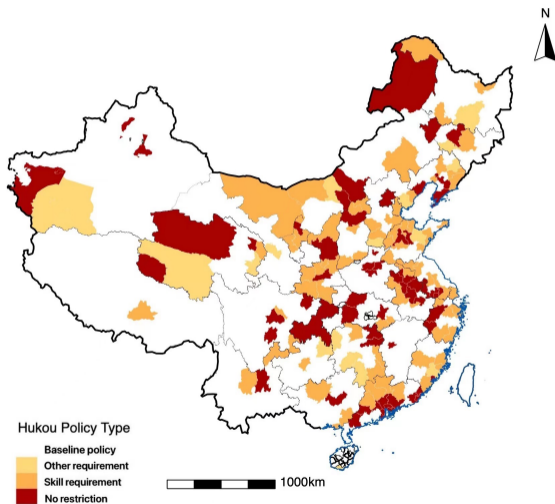 N
Hukou Policy Type
Baseline policy
Other requirement
Skill requirement
No restriction
1000km